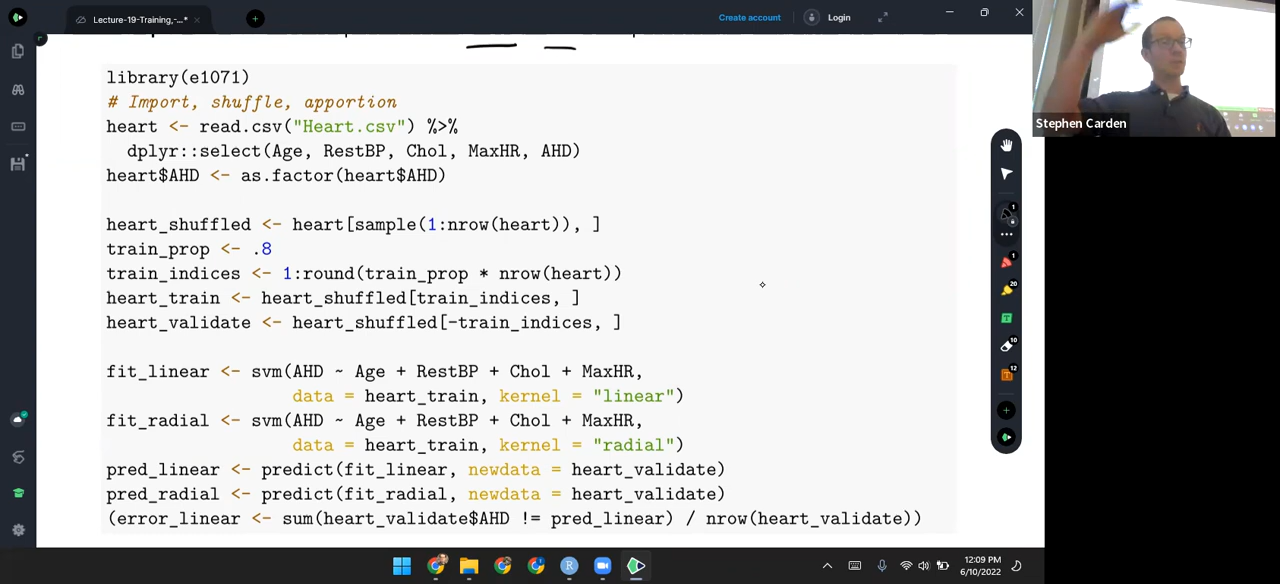 Lecture-19-Training,-...*
Create account
Login
Stephen Carden
library(e1071)
# Import, shuffle, apportion
heart <- read.csv("Heart.csv") %>%
dplyr::select(Age, RestBP, Chol, MaxHR, AHD)
heart$AHD <- as.factor(heart$AHD)
heart_shuffled <- heart[sample(1:nrow(heart)), ]
train_prop <- .8
train_indices <- 1:round(train_prop * nrow(heart))
heart_train <- heart_shuffled[train_indices, ]
heart_validate <- heart_shuffled[-train_indices, ]
fit_linear <- svm(AHD ~ Age + RestBP + Chol + MaxHR,
data = heart_train, kernel = "linear")
fit_radial <- svm(AHD ~ Age + RestBP + Chol + MaxHR,
data = heart_train, kernel = "radial")
pred_linear <- predict(fit_linear, newdata = heart_validate)
pred_radial <- predict(fit_radial, newdata = heart_validate)
(error_linear <- sum(heart_validate$AHD != pred_linear) / nrow(heart_validate))
1
1
20
10
12
12:09 PM
6/10/2022